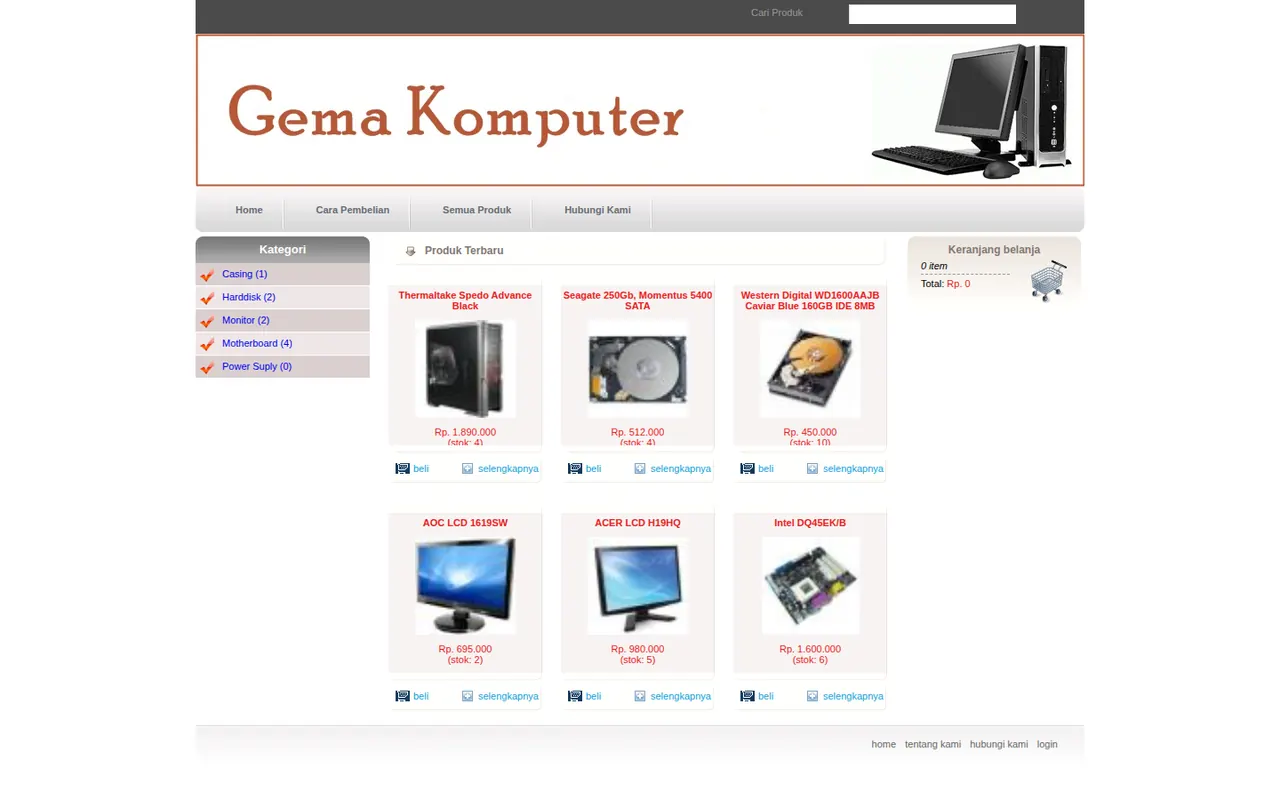 Cari Produk
Gema Komputer
Home
Cara Pembelian
Semua Produk
Hubungi Kami
Kategori
Casing (1)
Harddisk (2)
Monitor (2)
Motherboard (4)
Power Suply (0)
Produk Terbaru
Thermaltake Spedo Advance
Black
Rp. 1.890.000
(stok: 4)
beli
selengkapnya
Seagate 250Gb, Momentus 5400
SATA
Rp. 512.000
(stok: 4)
beli
selengkapnya
Western Digital WD1600AAJB
Caviar Blue 160GB IDE 8MB
Rp. 450.000
(stok: 10)
beli
selengkapnya
AOC LCD 1619SW
Rp. 695.000
(stok: 2)
beli
selengkapnya
ACER LCD H19HQ
Rp. 980.000
(stok: 5)
beli
selengkapnya
Intel DQ45EK/B
Rp. 1.600.000
(stok: 6)
beli
selengkapnya
Keranjang belanja
0 item
Total: Rp. 0
home tentang kami hubungi kami login